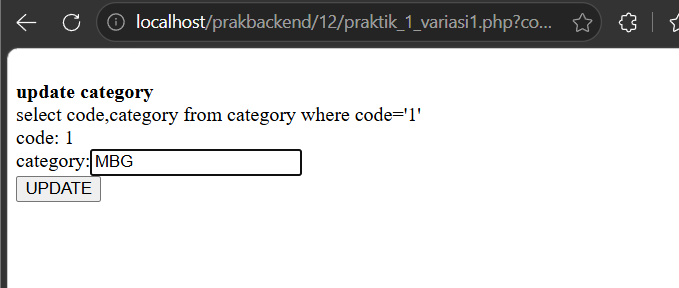 localhost/prakbackend/12/praktik_1_variasi1.php?co...
update category
select code,category from category where code='1'
code: 1
category:MBG
UPDATE